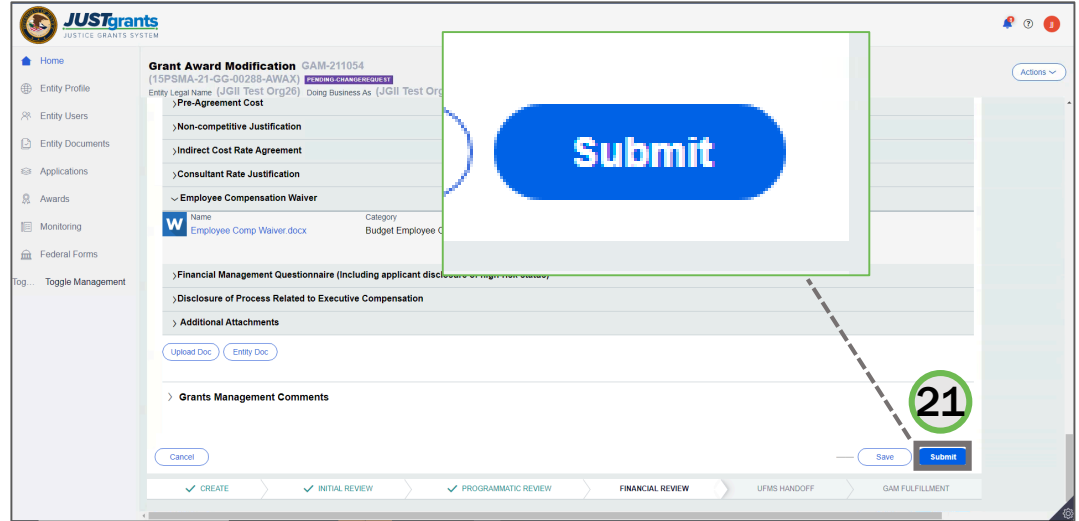 JUSTgrants
JUSTICE GRANTS SYSTEM
Home
Entity Profile
Entity Users
Entity Documents
Applications
Awards
Monitoring
Federal Forms
Tog... Toggle Management
Grant Award Modification GAM-211054
(15PSMA-21-GG-00288-AWAX) PENDING-CHANGEREQUEST
Entity Legal Name (JGII Test Org26) Doing Business As (JGII Test Org
Actions
Pre-Agreement Cost
Non-competitive Justification
Indirect Cost Rate Agreement
Consultant Rate Justification
Employee Compensation Waiver
Name Category
W Employee Comp Waiver.docx Budget Employee C
Submit
Financial Management Questionnaire (Including applicant disclosure of high risk status)
Disclosure of Process Related to Executive Compensation
Additional Attachments
Upload Doc Entity Doc
Grants Management Comments
21
Cancel Save Submit
CREATE INITIAL REVIEW PROGRAMMATIC REVIEW FINANCIAL REVIEW UFMS HANDOFF GAM FULFILLMENT